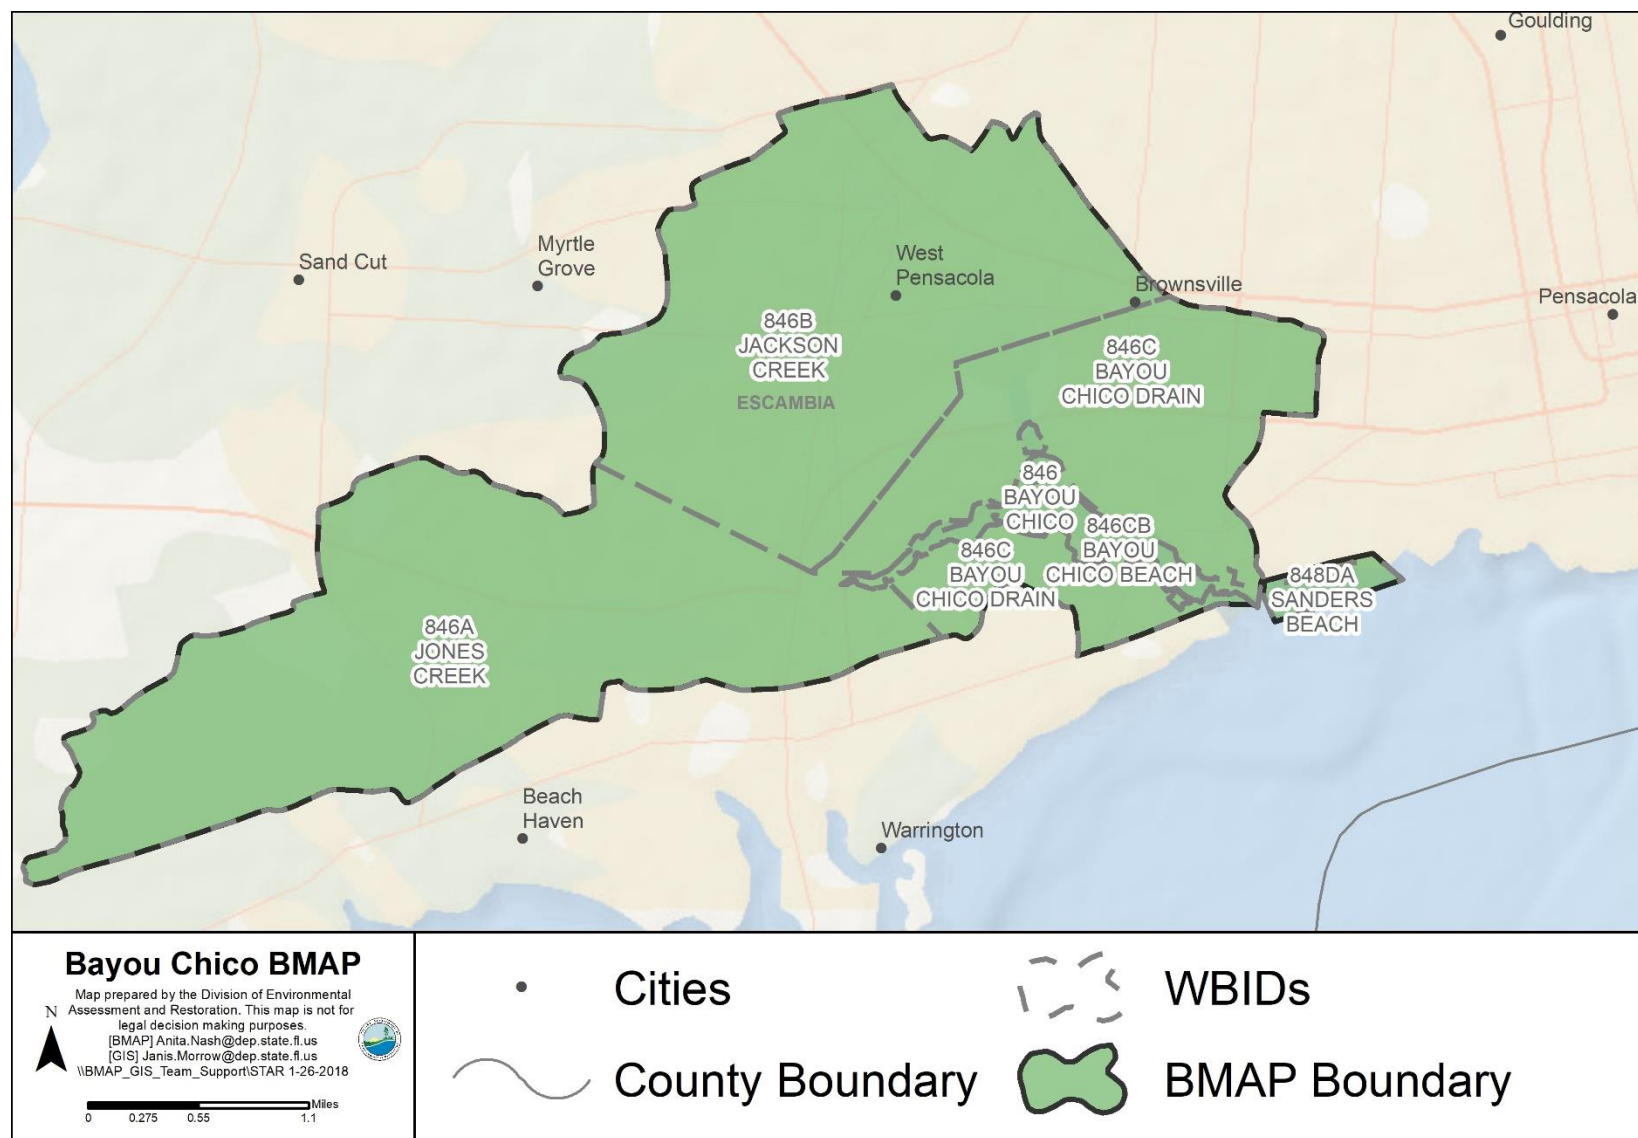 Goulding
Sand Cut
Myrtle
Grove
West
Pensacola
Brownsville
Pensacola
846B
JACKSON
CREEK
ESCAMBIA
846C
BAYOU
CHICO DRAIN
846
BAYOU
CHICO
846CB
BAYOU
CHICO BEACH
846C
BAYOU
CHICO DRAIN
848DA
SANDERS
BEACH
846A
JONES
CREEK
Beach
Haven
Warrington
Bayou Chico BMAP
Map prepared by the Division of Environmental
Assessment and Restoration. This map is not for
legal decision making purposes.
[BMAP] Anita.Nash@dep.state.fl.us
[GIS] Janis.Morrow@dep.state.fl.us
\\BMAP_GIS_Team_Support\STAR 1-26-2018
N
Miles
0 0.275 0.55 1.1
Cities
WBIDs
County Boundary
BMAP Boundary